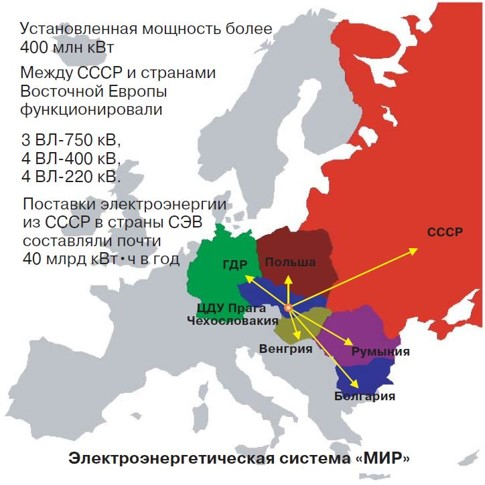 Установленная мощность более
400 млн кВт
Между СССР и странами
Восточной Европы
функционировали
3 ВЛ-750 кВ,
4 ВЛ-400 кВ,
4 ВЛ-220 кВ.
Поставки электроэнергии
из СССР в страны СЭВ
составляли почти
40 млрд кВт·ч в год
СССР
ГДР
Польша
ЦДУ Прага
Чехословакия
Венгрия
Румыния
Болгария
Электроэнергетическая система «МИР»